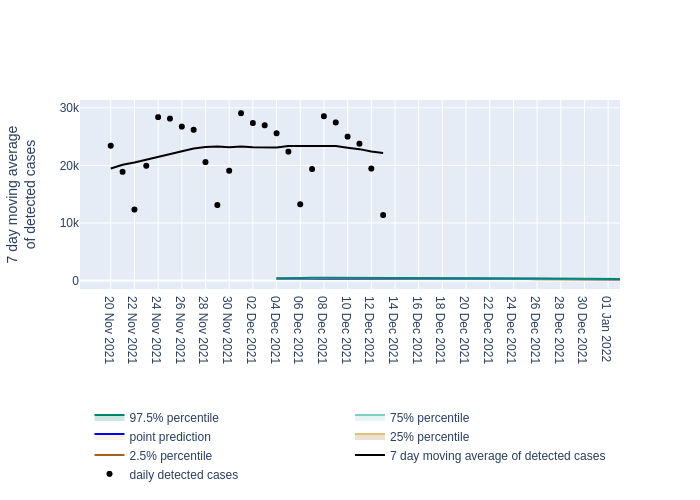 7 day moving average
of detected cases
30k
20k
10k
0
20 Nov 2021
22 Nov 2021
24 Nov 2021
26 Nov 2021
28 Nov 2021
30 Nov 2021
02 Dec 2021
04 Dec 2021
06 Dec 2021
08 Dec 2021
10 Dec 2021
12 Dec 2021
14 Dec 2021
16 Dec 2021
18 Dec 2021
20 Dec 2021
22 Dec 2021
24 Dec 2021
26 Dec 2021
28 Dec 2021
30 Dec 2021
01 Jan 2022
97.5% percentile
75% percentile
point prediction
25% percentile
2.5% percentile
7 day moving average of detected cases
daily detected cases